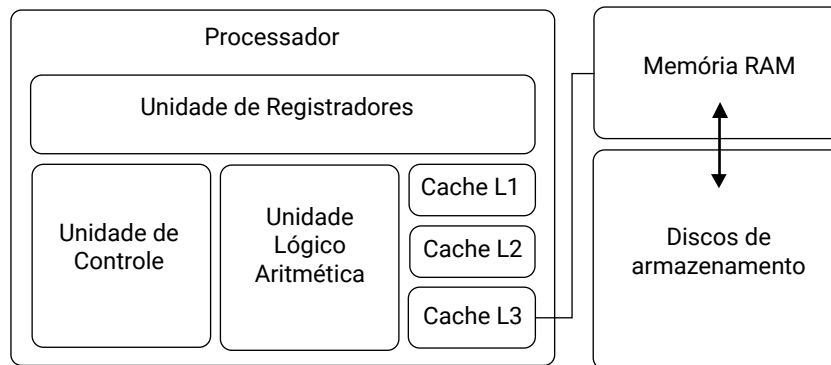 Processador
Unidade de Registradores
Unidade de
Controle
Unidade
Lógico
Aritmética
Cache L1
Cache L2
Cache L3
Memória RAM
Discos de
armazenamento